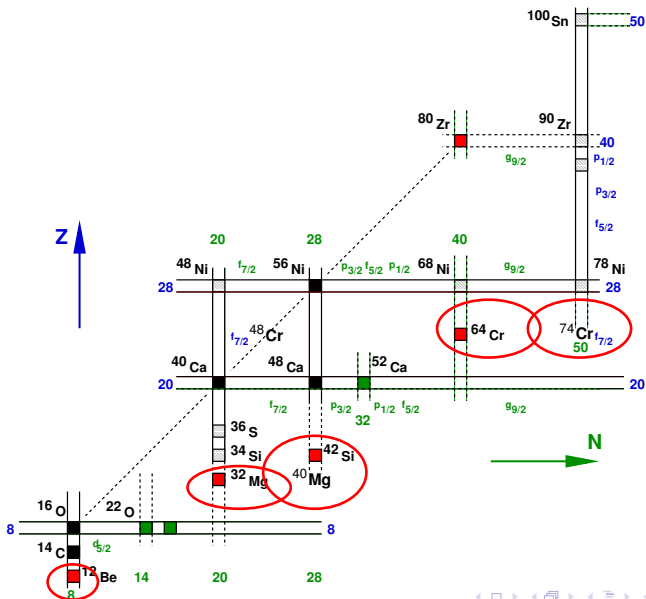 100Sn 50
80Zr 90Zr 40
g9/2 p1/2
p3/2
f5/2
Z 20 28 40
48Ni f7/2 56Ni p3/2 f5/2 p1/2 68Ni g9/2 78Ni
28 28
f7/2 48Cr 64Cr 74Cr f7/2
50
40Ca 48Ca 52Ca
20 20
f7/2 p3/2 p1/2 f5/2 g9/2
32
36S
34Si 42Si N
32Mg 40Mg
16O 22O
8 8
14C d5/2
12Be 14 20 28
8